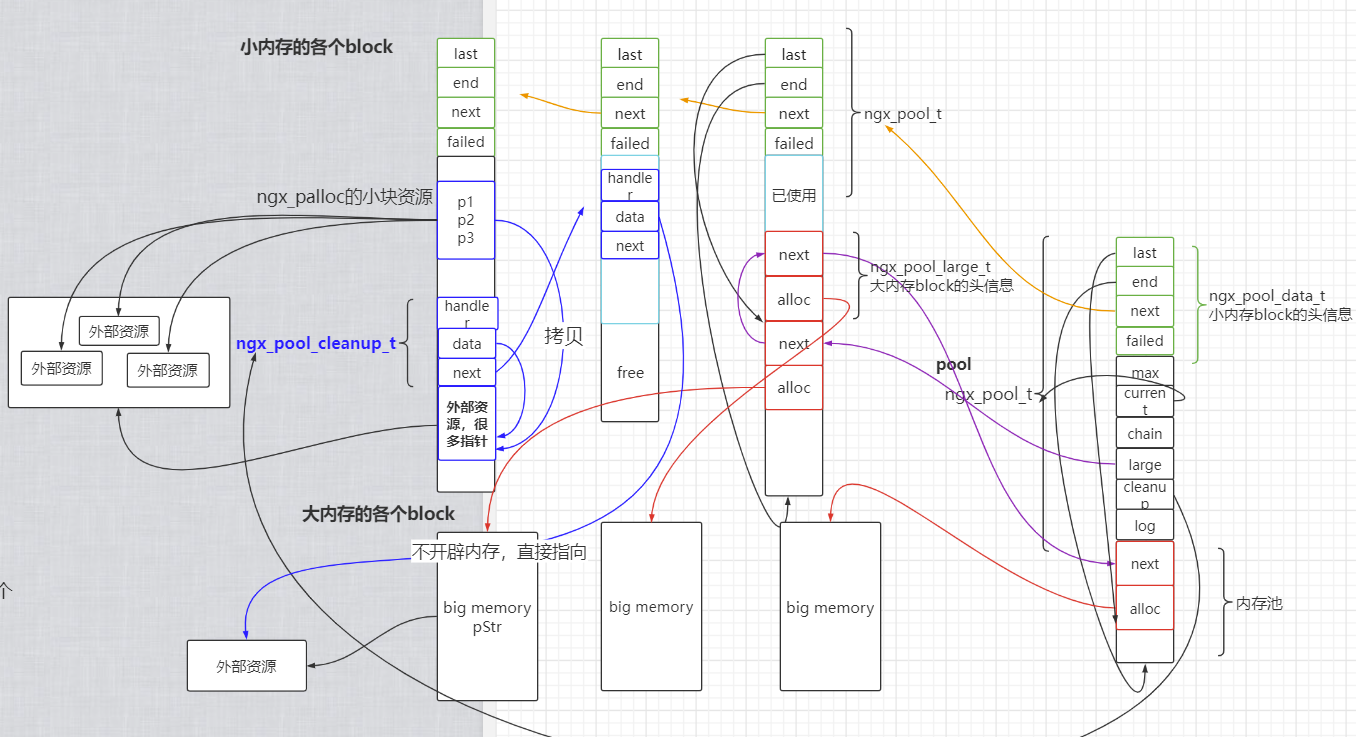 小内存的各个block
last
end
next
failed
ngx_palloc的小块资源
p1
p2
p3
handle
r
data
next
外部资
源，很
多指针
ngx_pool_cleanup_t
外部资源
外部资源
外部资源
拷贝
last
end
next
failed
handle
r
data
next
free
last
end
next
failed
已使用
next
alloc
next
alloc
ngx_pool_t
ngx_pool_large_t
大内存block的头信息
pool
ngx_pool_t
last
end
next
failed
max
curren
t
chain
large
cleanu
p
log
next
alloc
ngx_pool_data_t
小内存block的头信息
内存池
大内存的各个block
不开辟内存，直接指向
big memory
pStr
big memory
big memory
外部资源
个